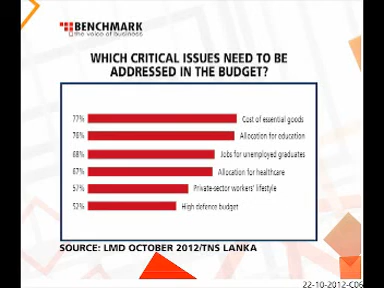 BENCHMARK
the voice of business
WHICH CRITICAL ISSUES NEED TO BE
ADDRESSED IN THE BUDGET?
77% Cost of essential goods
76% Allocation for education
68% Jobs for unemployed graduates
67% Allocation for healthcare
57% Private-sector workers' lifestyle
52% High defence budget
SOURCE: LMD OCTOBER 2012/TNS LANKA
22-10-2012-C06